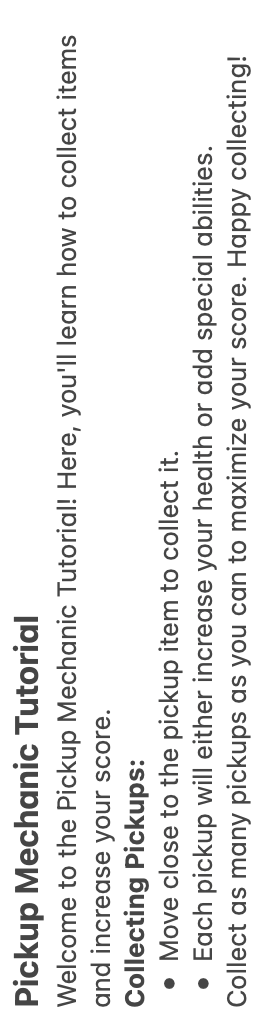 Pickup Mechanic Tutorial
Welcome to the Pickup Mechanic Tutorial! Here, you'll learn how to collect items
and increase your score.
Collecting Pickups:
• Move close to the pickup item to collect it.
• Each pickup will either increase your health or add special abilities.
Collect as many pickups as you can to maximize your score. Happy collecting!